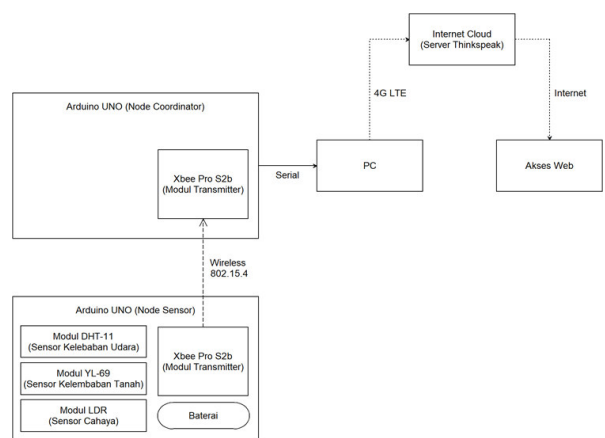 Internet Cloud
(Server Thinkspeak)
4G LTE
Internet
Arduino UNO (Node Coordinator)
Xbee Pro S2b
(Modul Transmitter)
Serial
PC
Akses Web
Wireless
802.15.4
Arduino UNO (Node Sensor)
Modul DHT-11
(Sensor Kelebaban Udara)
Modul YL-69
(Sensor Kelembaban Tanah)
Modul LDR
(Sensor Cahaya)
Xbee Pro S2b
(Modul Transmitter)
Baterai